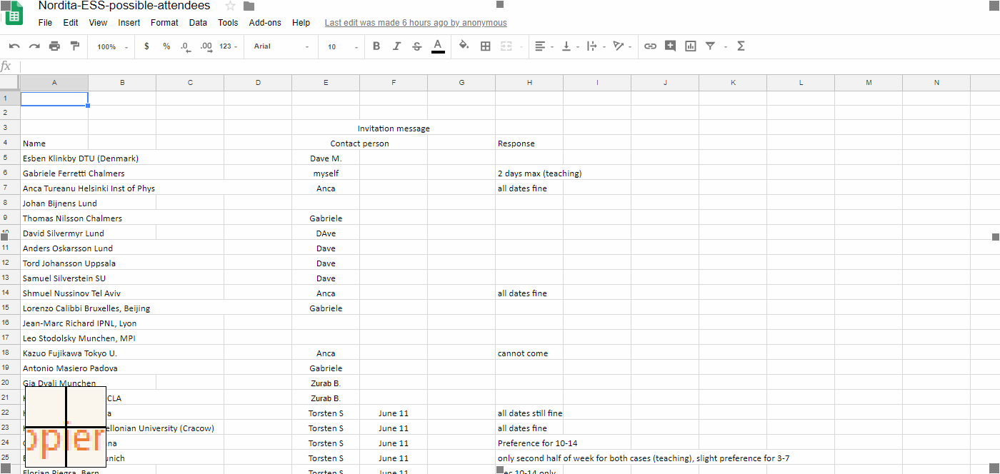 Nordita-ESS-possible-attendees
File Edit View Insert Format Data Tools Add-ons Help Last edit was made 6 hours ago by anonymous
100% $ % .0 .00 123 Arial 10 B I S A Σ
fx
A B C D E F G H I J K L M N
1
2
3 Invitation message
4 Name Contact person Response
5 Esben Klinkby DTU (Denmark) Dave M.
6 Gabriele Ferretti Chalmers myself 2 days max (teaching)
7 Anca Tureanu Helsinki Inst of Phys Anca all dates fine
8 Johan Bijnens Lund
9 Thomas Nilsson Chalmers Gabriele
10 David Silvermyr Lund DAve
11 Anders Oskarsson Lund Dave
12 Tord Johansson Uppsala Dave
13 Samuel Silverstein SU Dave
14 Shmuel Nussinov Tel Aviv Anca all dates fine
15 Lorenzo Calibbi Bruxelles, Beijing Gabriele
16 Jean-Marc Richard IPNL, Lyon
17 Leo Stodolsky Munchen, MPI
18 Kazuo Fujikawa Tokyo U. Anca cannot come
19 Antonio Masiero Padova Gabriele
20 Gia Dvali Munchen Zurab B.
21 CLA Zurab B.
22 a Torsten S June 11 all dates still fine
23 ellonian University (Cracow) Torsten S June 11 all dates fine
24 na Torsten S June 11 Preference for 10-14
25 unich Torsten S June 11 only second half of week for both cases (teaching), slight preference for 3-7
Florian Piegsa, Bern Torsten S June 11 10-14 only
opier